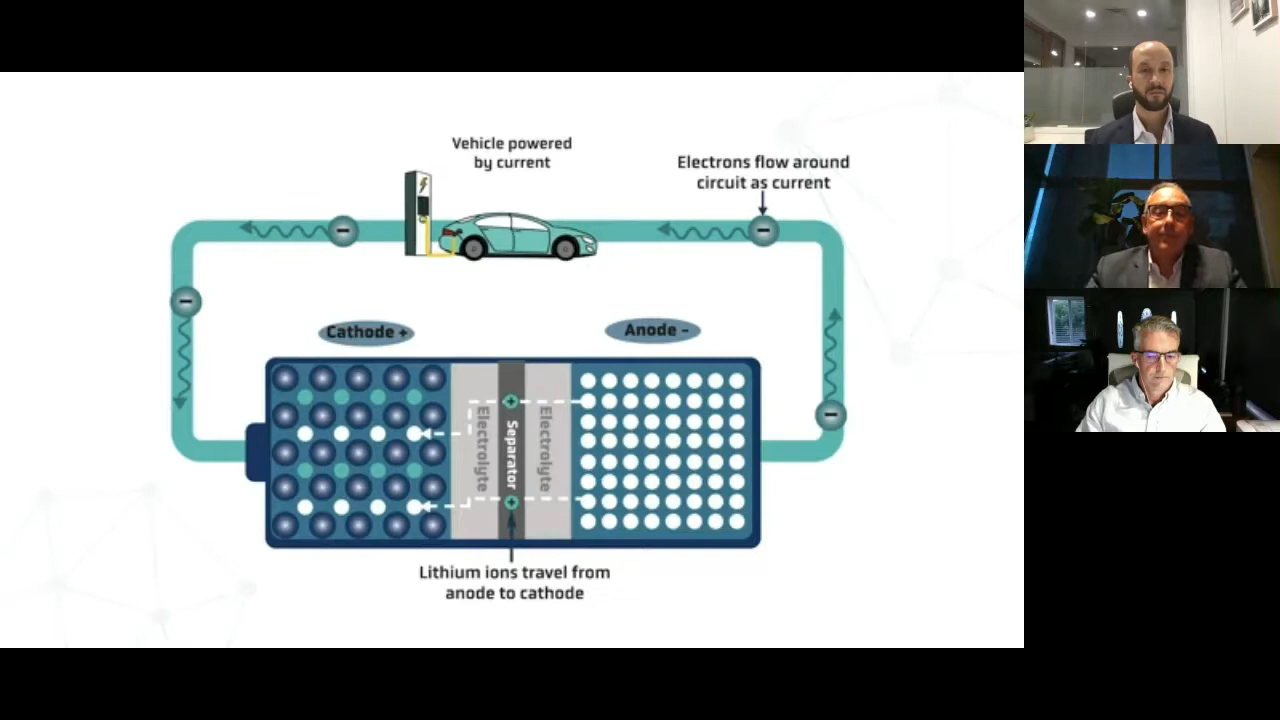 Vehicle powered
by current
Electrons flow around
circuit as current
Cathode +
Anode -
Electrolyte
Separator
Electrolyte
Lithium ions travel from
anode to cathode